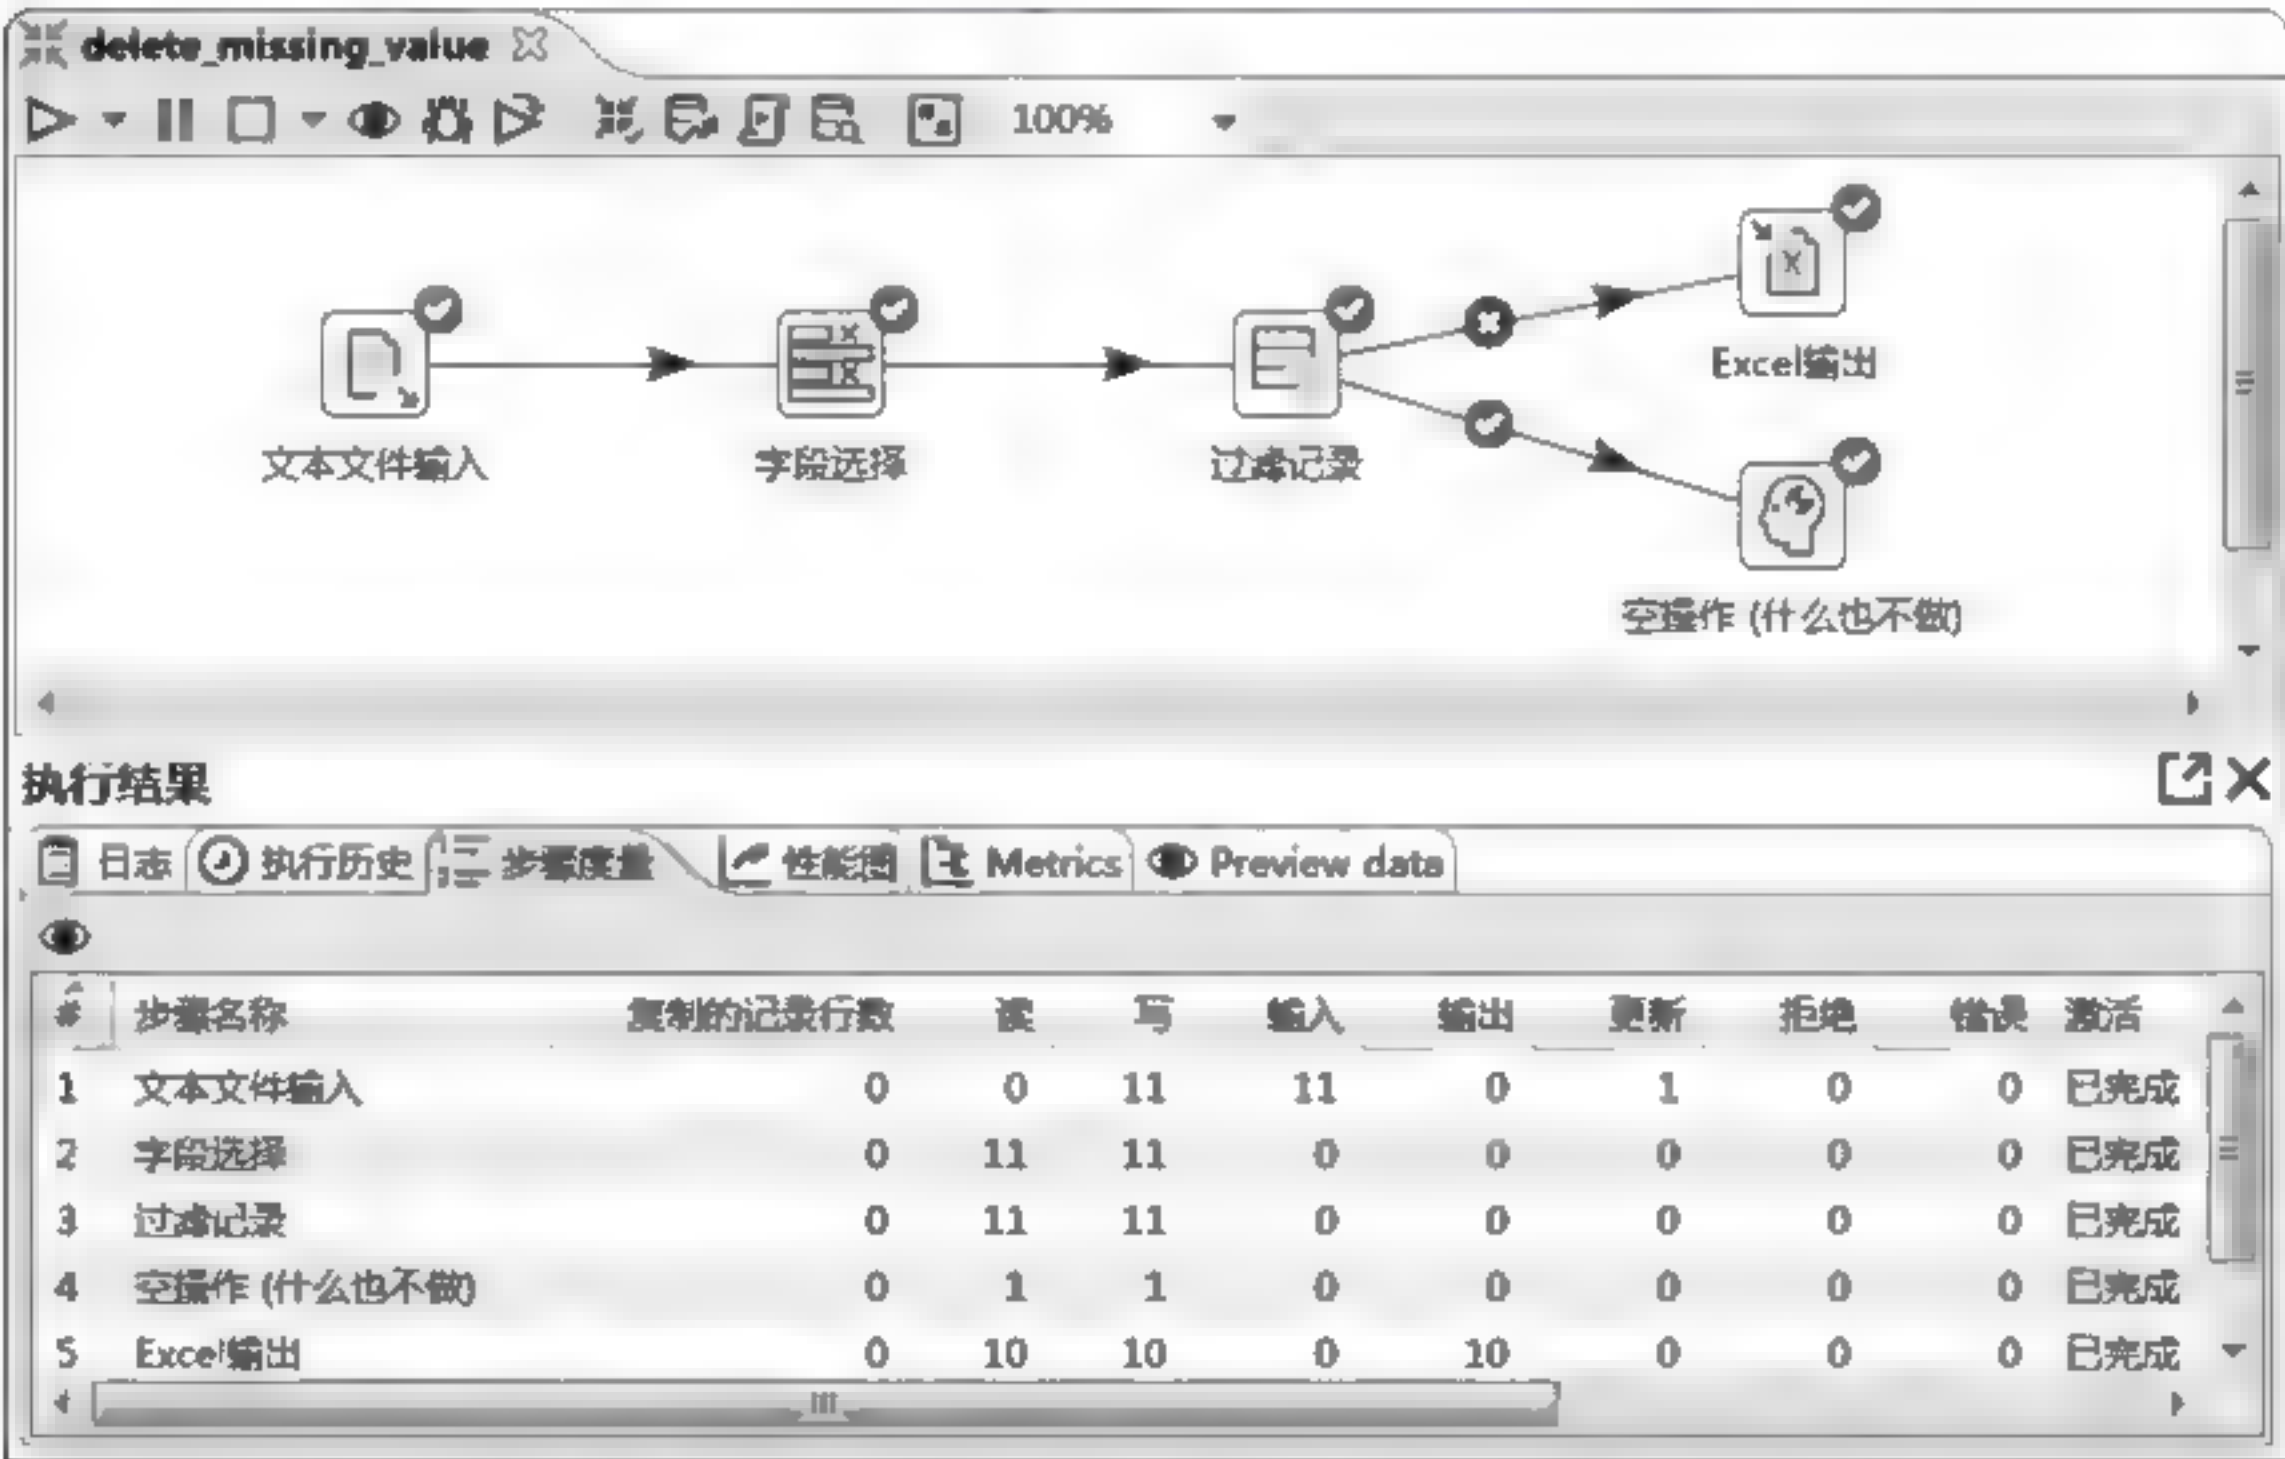 delete_missing_value
100%
Excel输出
文本文件输入 字段选择 过滤记录
空操作 (什么也不做)
执行结果
日志 执行历史 步骤度量 性能图 Metrics Preview data
# 步骤名称 复制的记录行数 读 写 输入 输出 更新 拒绝 错误 激活
1 文本文件输入 0 0 11 11 0 1 0 0 已完成
2 字段选择 0 11 11 0 0 0 0 0 已完成
3 过滤记录 0 11 11 0 0 0 0 0 已完成
4 空操作 (什么也不做) 0 1 1 0 0 0 0 0 已完成
5 Excel输出 0 10 10 0 10 0 0 0 已完成